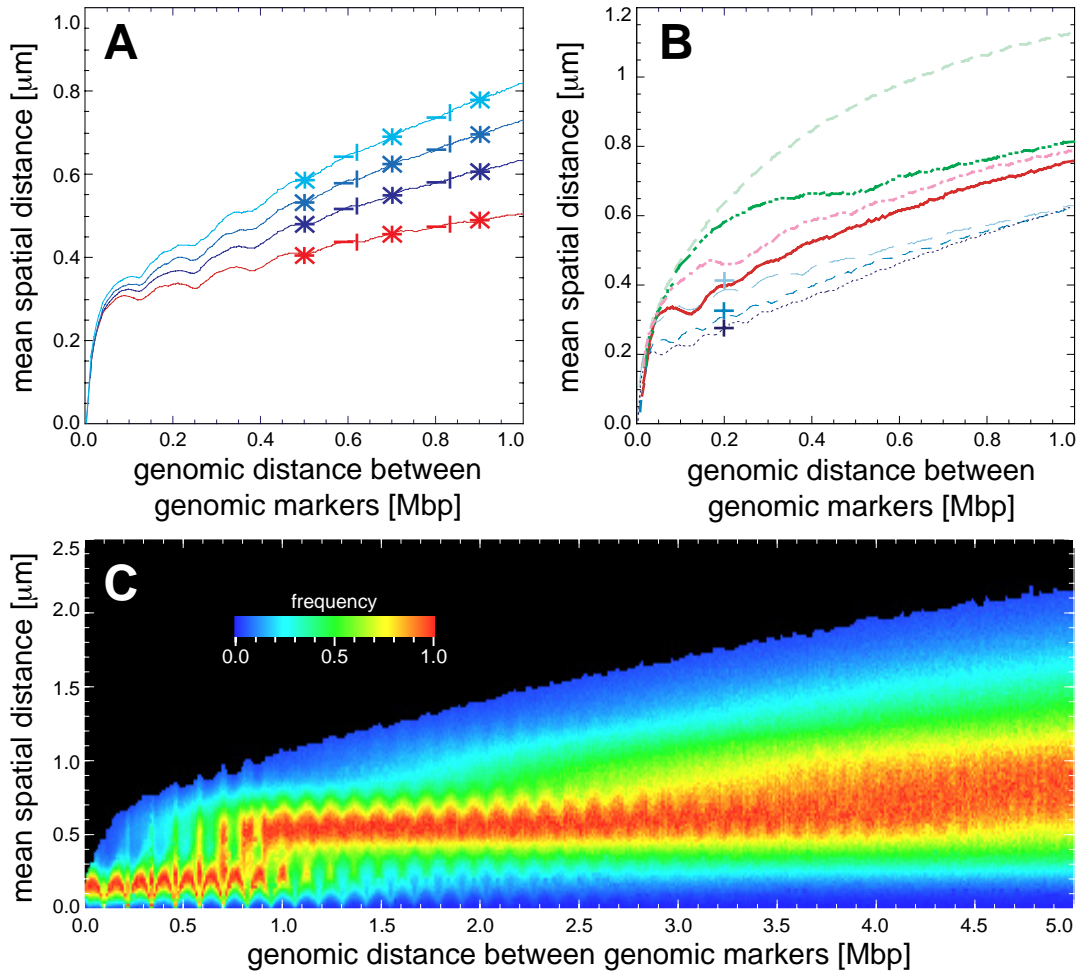 A
mean spatial distance [μm]
1.0
0.8
0.6
0.4
0.2
0.0
0.0 0.2 0.4 0.6 0.8 1.0
genomic distance between
genomic markers [Mbp]
B
mean spatial distance [μm]
1.2
1
0.8
0.6
0.4
0.2
0.0
0.0 0.2 0.4 0.6 0.8 1.0
genomic distance between
genomic markers [Mbp]
C
mean spatial distance [μm]
2.5
2.0
1.5
1.0
0.5
0.0
frequency
0.0 0.5 1.0
0.0 0.5 1.0 1.5 2.0 2.5 3.0 3.5 4.0 4.5 5.0
genomic distance between genomic markers [Mbp]